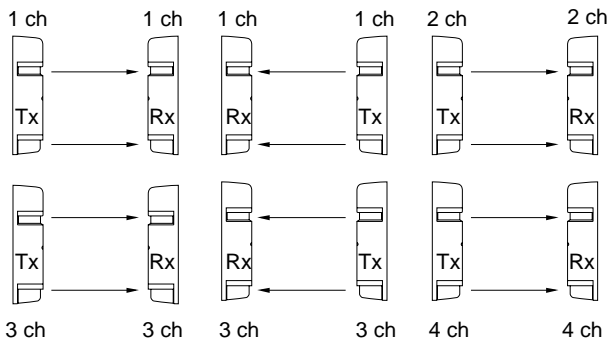 1 ch 1 ch 1 ch 1 ch 2 ch 2 ch
Tx Rx Rx Tx Tx Rx
Tx Rx Rx Tx Tx Rx
3 ch 3 ch 3 ch 3 ch 4 ch 4 ch